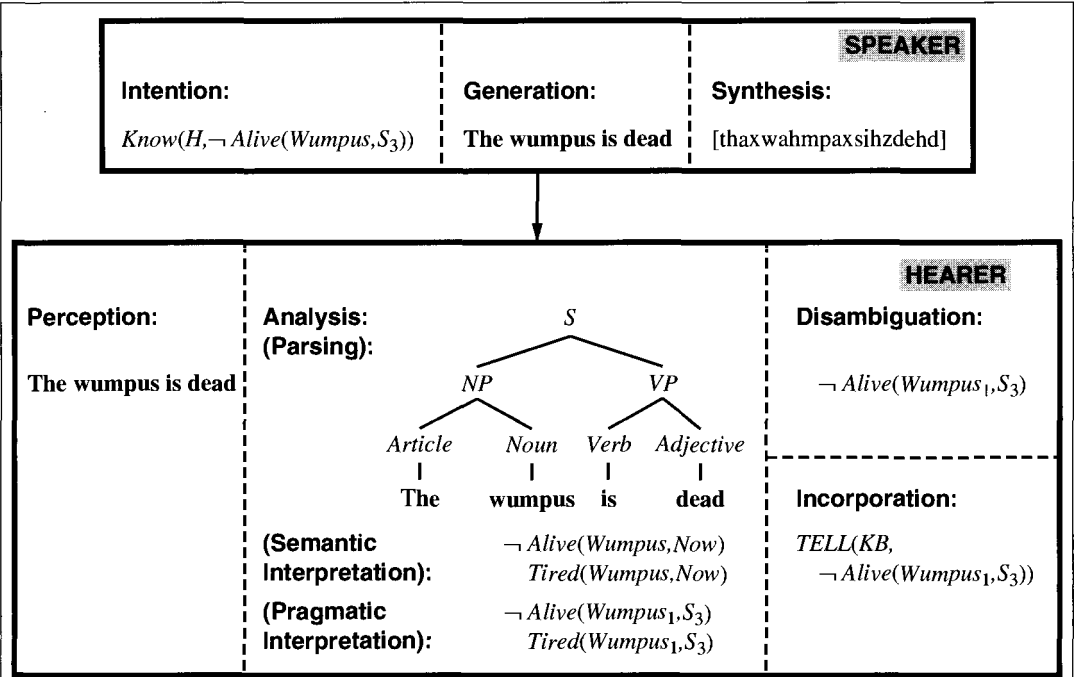 SPEAKER
Intention:
Know(H,¬ Alive(Wumpus,S3))
Generation:
The wumpus is dead
Synthesis:
[thaxwahmpaxsihzdehd]
HEARER
Perception:
The wumpus is dead
Analysis:
(Parsing):
S
NP VP
Article Noun Verb Adjective
The wumpus is dead
(Semantic ¬ Alive(Wumpus,Now)
Interpretation): Tired(Wumpus,Now)
(Pragmatic ¬ Alive(Wumpus1,S3)
Interpretation): Tired(Wumpus1,S3)
Disambiguation:
¬ Alive(Wumpus1,S3)
Incorporation:
TELL(KB,
¬ Alive(Wumpus1,S3))